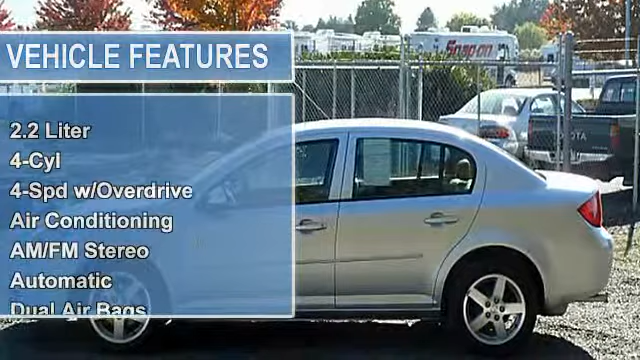 VEHICLE FEATURES
Snap-on
2.2 Liter
4-Cyl
4-Spd w/Overdrive
TOYOTA
Air Conditioning
AM/FM Stereo
Automatic
Dual Air Bags